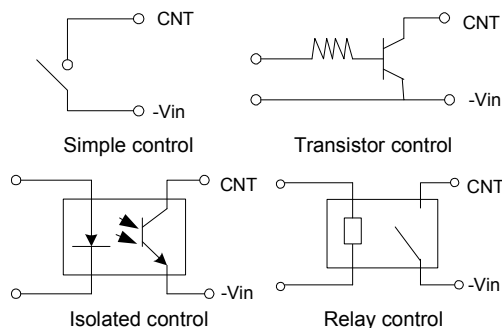 CNT
-Vin
Simple control
CNT
-Vin
Transistor control
CNT
-Vin
Isolated control
CNT
-Vin
Relay control